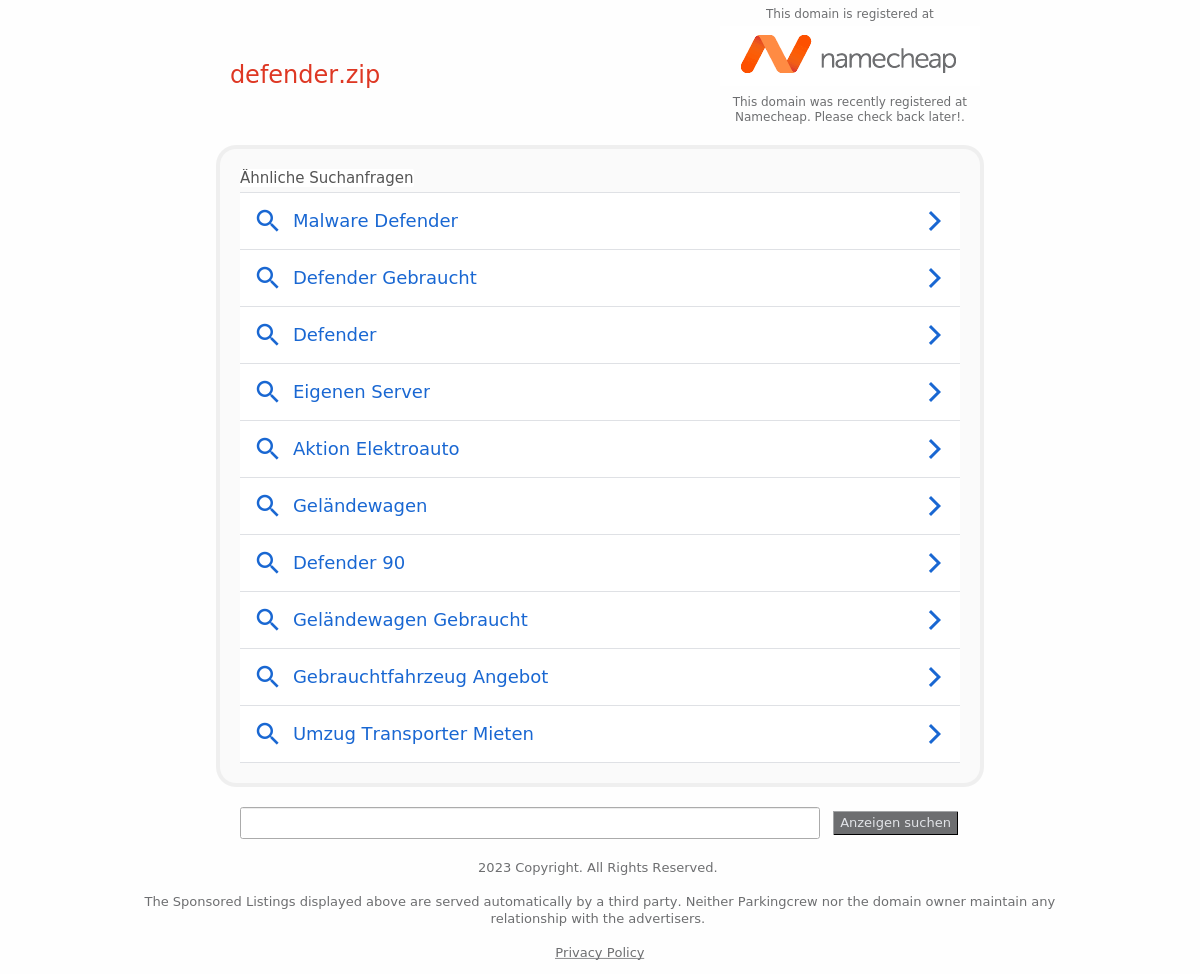 This domain is registered at
namecheap
defender.zip
This domain was recently registered at
Namecheap. Please check back later!.
Ähnliche Suchanfragen
Malware Defender
Defender Gebraucht
Defender
Eigenen Server
Aktion Elektroauto
Geländewagen
Defender 90
Geländewagen Gebraucht
Gebrauchtfahrzeug Angebot
Umzug Transporter Mieten
Anzeigen suchen
2023 Copyright. All Rights Reserved.
The Sponsored Listings displayed above are served automatically by a third party. Neither Parkingcrew nor the domain owner maintain any
relationship with the advertisers.
Privacy Policy